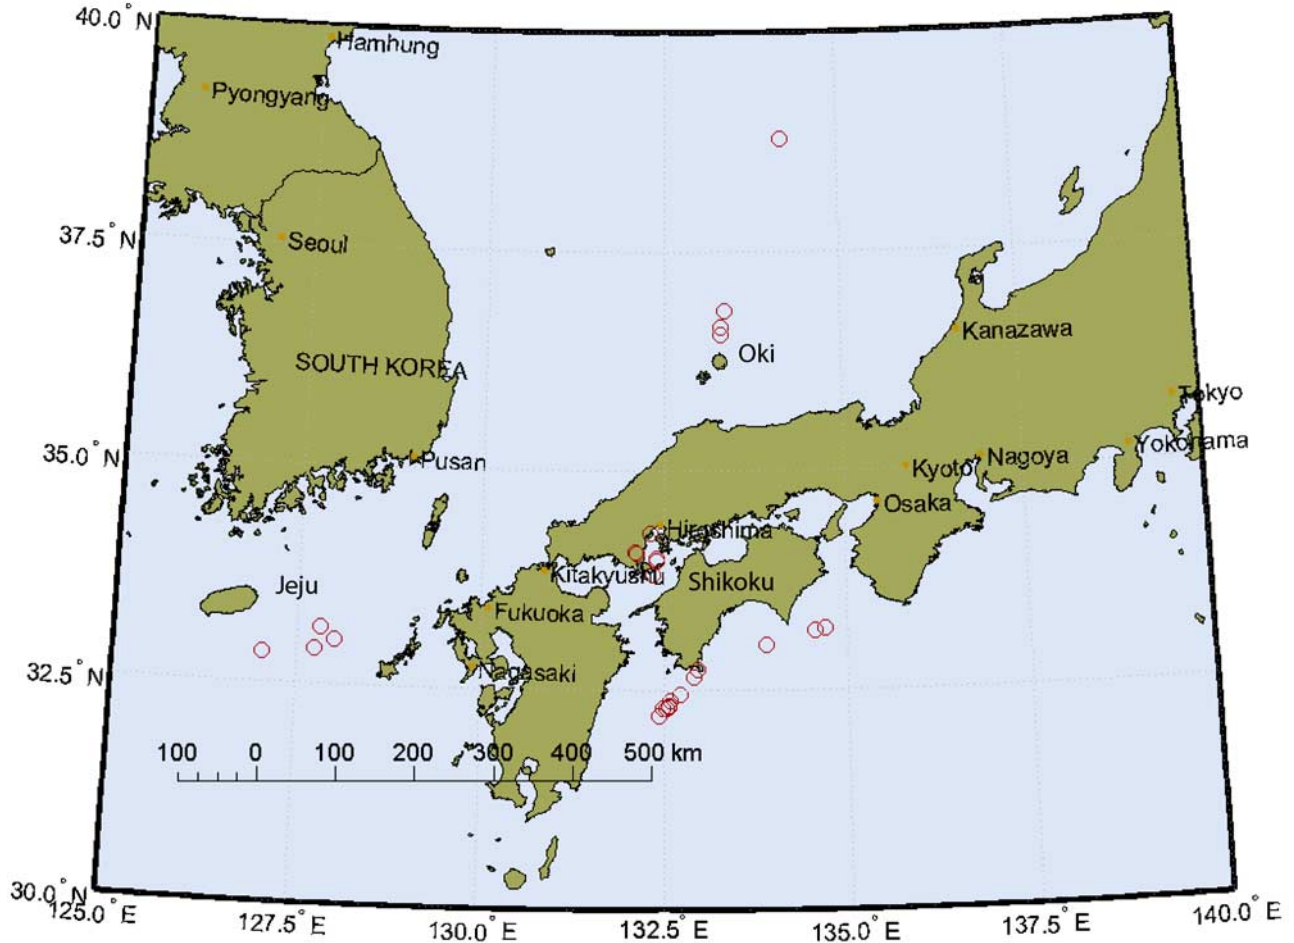 40.0° N
Hamhung
Pyongyang
37.5° N
Seoul
Kanazawa
Oki
SOUTH KOREA
Tokyo
35.0° N
Pusan
Yokohama
Nagoya
Kyoto
Osaka
Hiroshima
Kitakyushu
Shikoku
Jeju
Fukuoka
32.5° N
Nagasaki
100 0 100 200 300 400 500 km
30.0° N
125.0° E 127.5° E 130.0° E 132.5° E 135.0° E 137.5° E 140.0° E